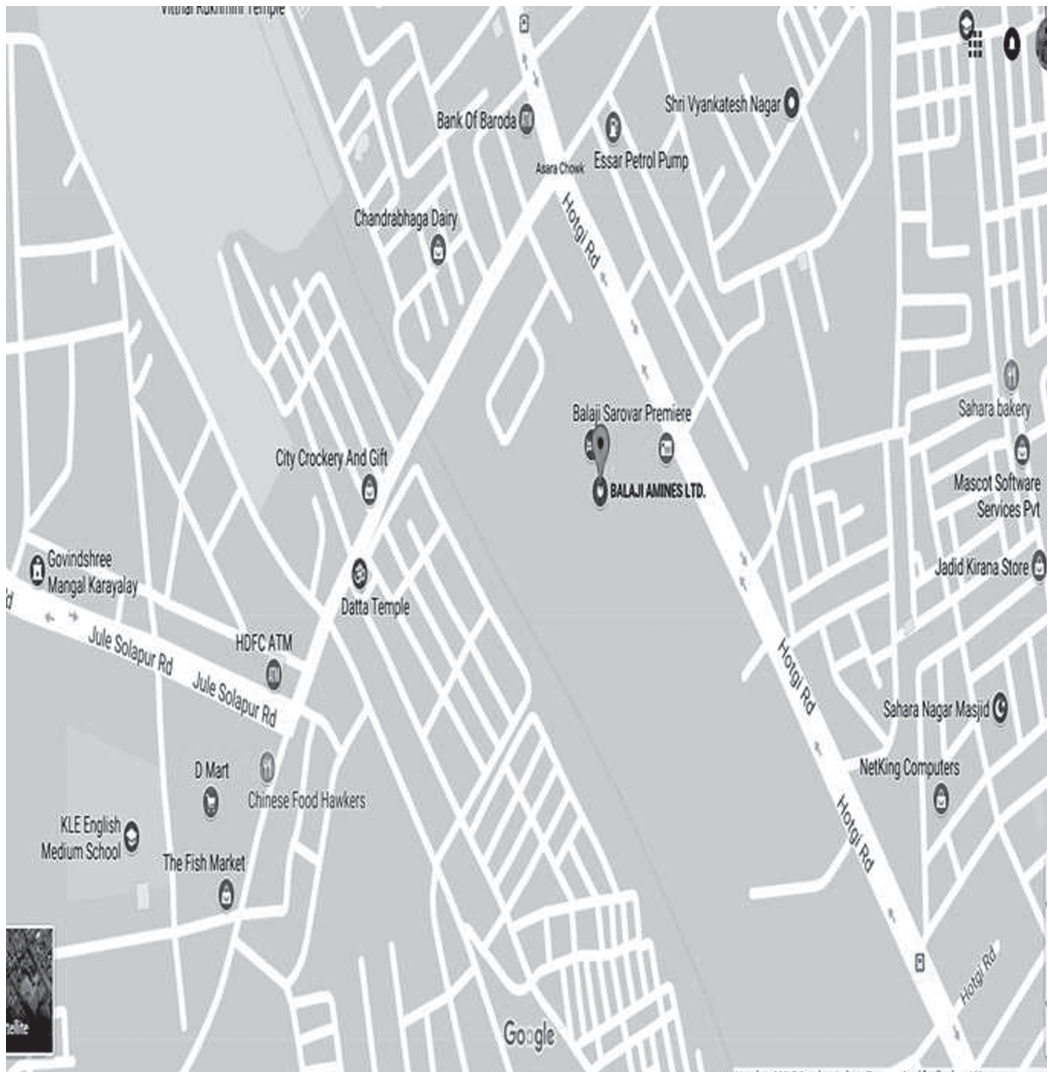 Vitthal Rukhmini Temple
Bank Of Baroda
Shri Vyankatesh Nagar
Essar Petrol Pump
Asara Chowk
Chandrabhaga Dairy
Hotgi Rd
Balaji Sarovar Premiere
Sahara bakery
City Crockery And Gift
BALAJI AMINES LTD.
Mascot Software
Services Pvt
Govindshree
Mangal Karayalay
Jadid Kirana Store
Datta Temple
Jule Solapur Rd
HDFC ATM
Jule Solapur Rd
Hotgi Rd
Sahara Nagar Masjid
D Mart
Chinese Food Hawkers
NetKing Computers
KLE English
Medium School
The Fish Market
Hotgi Rd
Hotgi Rd
Google